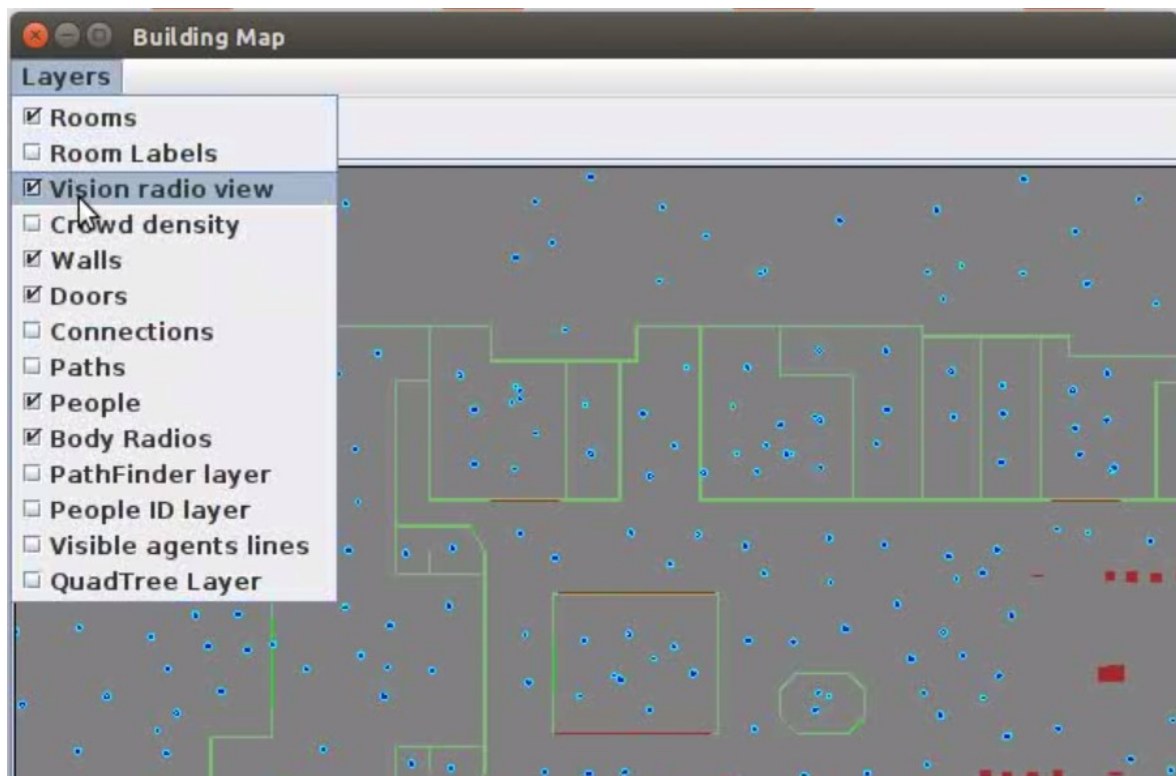 Building Map
Layers
Rooms
Room Labels
Vision radio view
Crowd density
Walls
Doors
Connections
Paths
People
Body Radios
PathFinder layer
People ID layer
Visible agents lines
QuadTree Layer